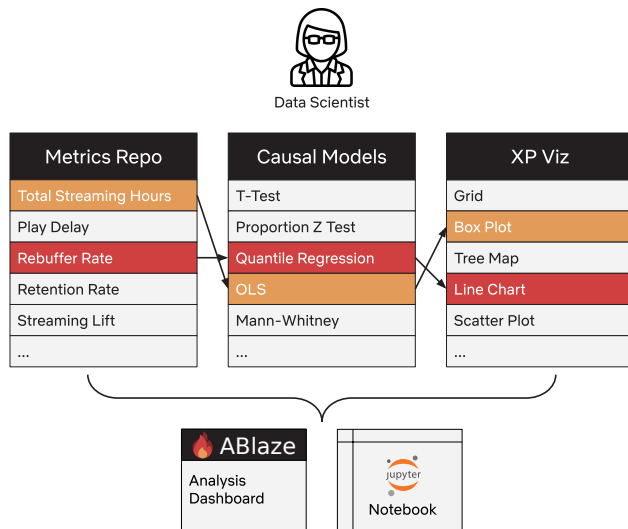 Data Scientist
Metrics Repo
Total Streaming Hours
Play Delay
Rebuffer Rate
Retention Rate
Streaming Lift
...
Causal Models
T-Test
Proportion Z Test
Quantile Regression
OLS
Mann-Whitney
...
XP Viz
Grid
Box Plot
Tree Map
Line Chart
Scatter Plot
...
ABlaze
Analysis
Dashboard
jupyter
Notebook